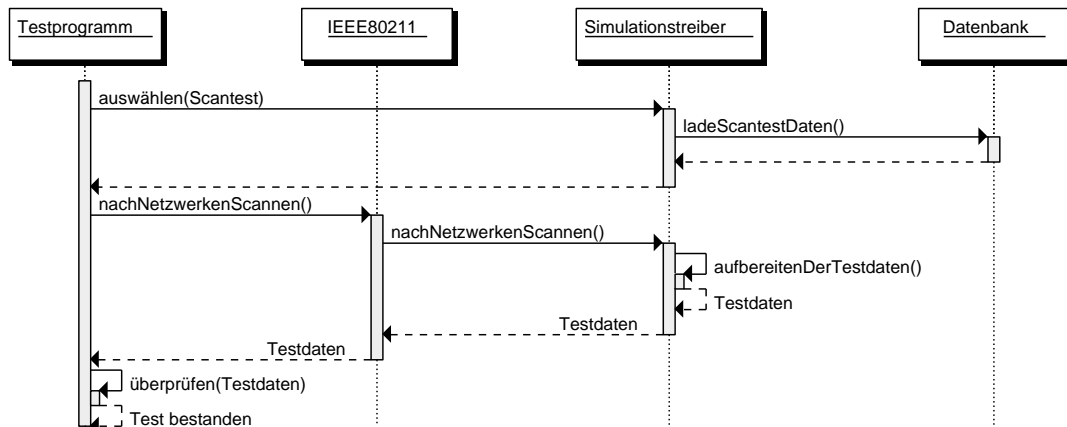 Testprogramm
IEEE80211
Simulationstreiber
Datenbank
auswählen(Scantest)
ladeScantestDaten()
nachNetzwerkenScannen()
nachNetzwerkenScannen()
aufbereitenDerTestdaten()
Testdaten
Testdaten
Testdaten
überprüfen(Testdaten)
Test bestanden